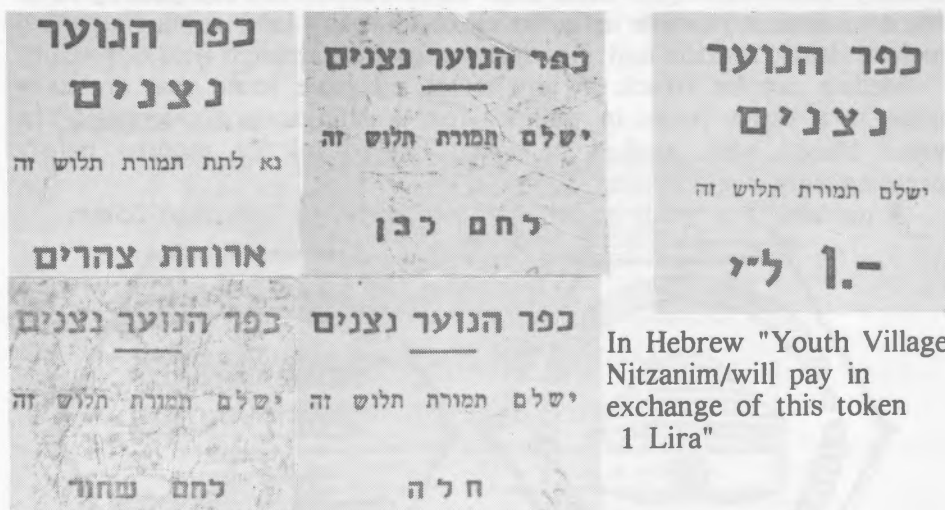 כפר הנוער
נצנים
נא לתת תמורת תלוש זה
ארוחת צהרים
כפר הנוער נצנים
ישלם תמורת תלוש זה
לחם לבן
כפר הנוער
נצנים
ישלם תמורת תלוש זה
1.- ל״י
כפר הנוער נצנים
ישלם תמורת תלוש זה
לחם שחור
כפר הנוער נצנים
ישלם תמורת תלוש זה
חלה
In Hebrew "Youth Village
Nitzanim/will pay in
exchange of this token
1 Lira"